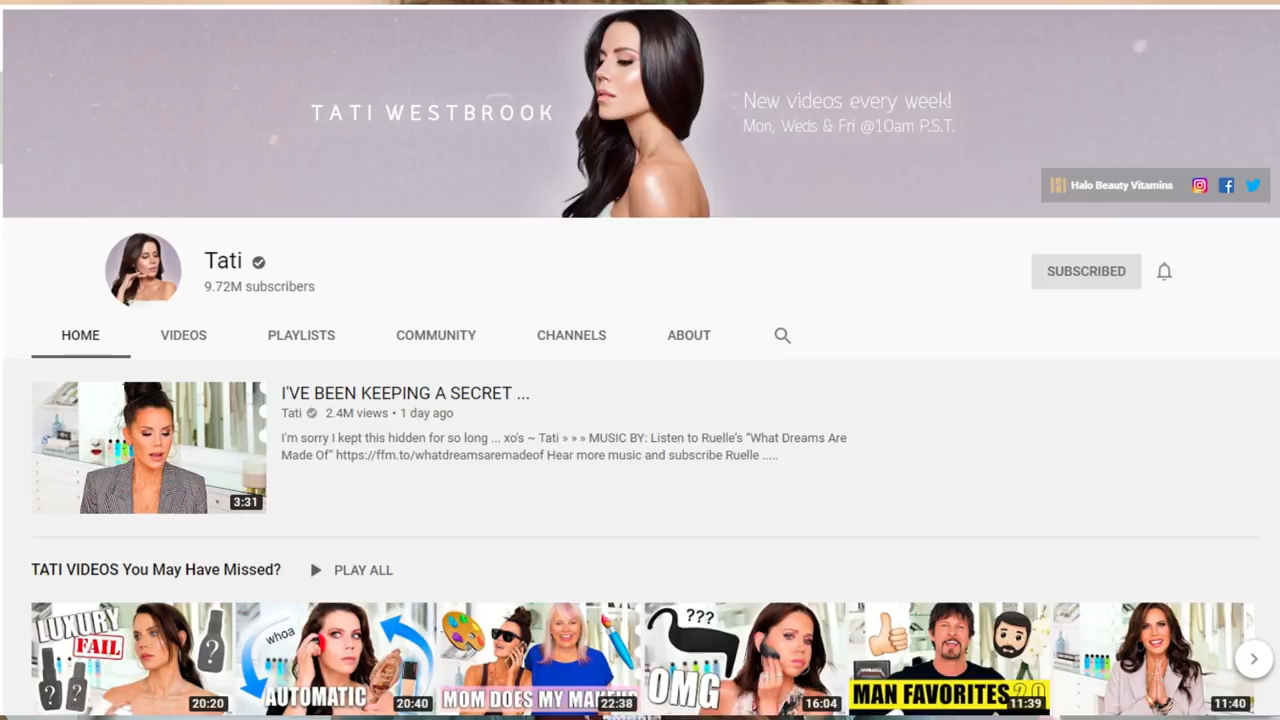 TATI WESTBROOK
New videos every week!
Mon, Weds & Fri @10am P.S.T.
Halo Beauty Vitamins
Tati
9.72M subscribers
SUBSCRIBED
HOME VIDEOS PLAYLISTS COMMUNITY CHANNELS ABOUT
I'VE BEEN KEEPING A SECRET ...
Tati 2.4M views • 1 day ago
I'm sorry I kept this hidden for so long ... xo's ~ Tati » » » MUSIC BY: Listen to Ruelle's "What Dreams Are
Made Of" https://ffm.to/whatdreamsaremadeof Hear more music and subscribe Ruelle .....
3:31
TATI VIDEOS You May Have Missed? PLAY ALL
LUXURY
FAIL
? ? ?
20:20
whoa
AUTOMATIC
20:40
MOM DOES MY
22:38
???
OMG
16:04
MAN FAVORITES 2.0
11:39
11:40